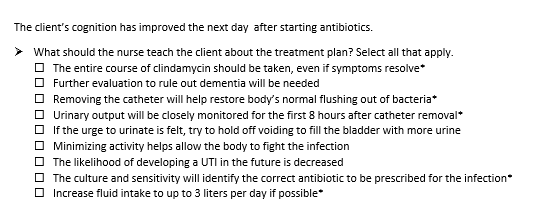 The client's cognition has improved the next day after starting antibiotics.
➤ What should the nurse teach the client about the treatment plan? Select all that apply.
☐ The entire course of clindamycin should be taken, even if symptoms resolve*
☐ Further evaluation to rule out dementia will be needed
☐ Removing the catheter will help restore body's normal flushing out of bacteria*
☐ Urinary output will be closely monitored for the first 8 hours after catheter removal*
☐ If the urge to urinate is felt, try to hold off voiding to fill the bladder with more urine
☐ Minimizing activity helps allow the body to fight the infection
☐ The likelihood of developing a UTI in the future is decreased
☐ The culture and sensitivity will identify the correct antibiotic to be prescribed for the infection*
☐ Increase fluid intake to up to 3 liters per day if possible*